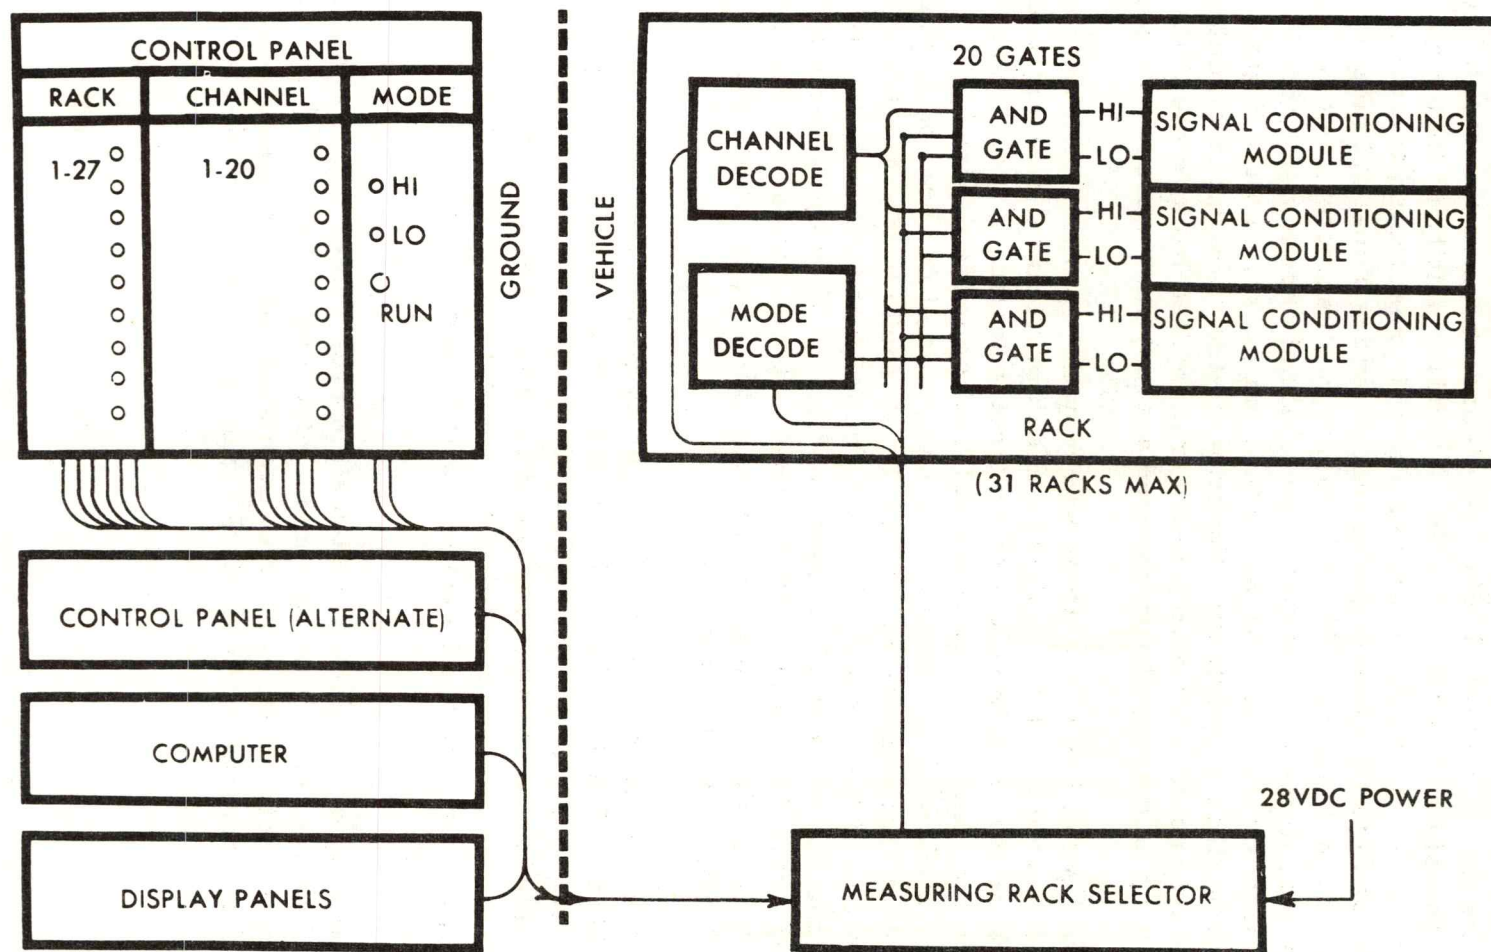 CONTROL PANEL
RACK CHANNEL MODE
1-27 1-20
HI
LO
RUN
GROUND
VEHICLE
20 GATES
CHANNEL
DECODE
MODE
DECODE
AND
GATE
HI
LO
SIGNAL CONDITIONING
MODULE
AND
GATE
HI
LO
SIGNAL CONDITIONING
MODULE
AND
GATE
HI
LO
SIGNAL CONDITIONING
MODULE
RACK
(31 RACKS MAX)
CONTROL PANEL (ALTERNATE)
COMPUTER
DISPLAY PANELS
28VDC POWER
MEASURING RACK SELECTOR